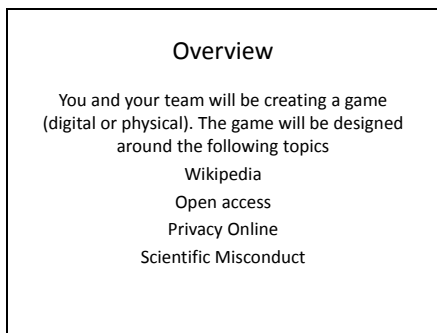 Overview
You and your team will be creating a game
(digital or physical). The game will be designed
around the following topics
Wikipedia
Open access
Privacy Online
Scientific Misconduct